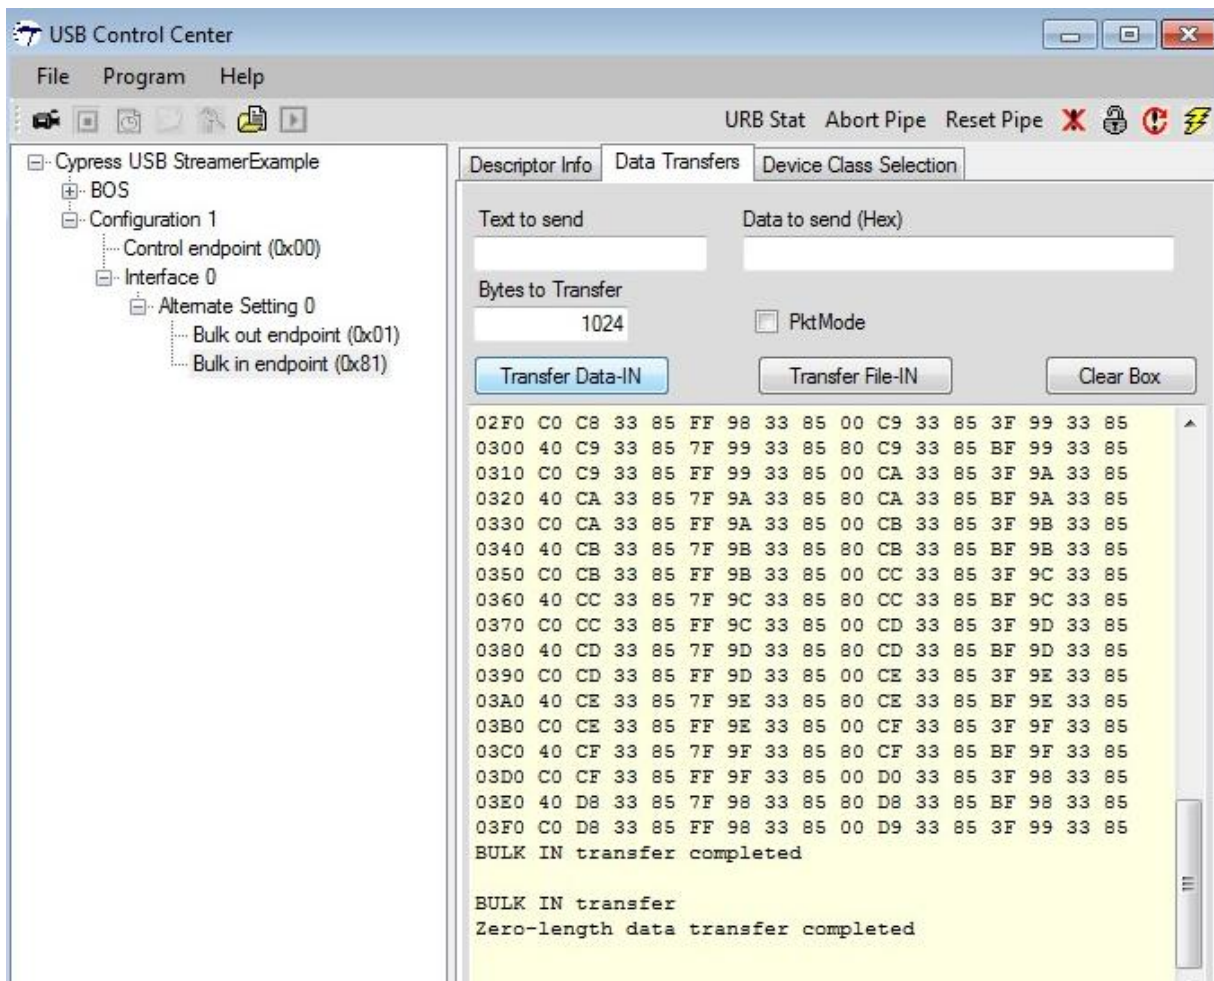 USB Control Center
File Program Help
URB Stat Abort Pipe Reset Pipe
Cypress USB StreamerExample
BOS
Configuration 1
Control endpoint (0x00)
Interface 0
Alternate Setting 0
Bulk out endpoint (0x01)
Bulk in endpoint (0x81)
Descriptor Info Data Transfers Device Class Selection
Text to send Data to send (Hex)
Bytes to Transfer
1024 PktMode
Transfer Data-IN Transfer File-IN Clear Box
02F0 C0 C8 33 85 FF 98 33 85 00 C9 33 85 3F 99 33 85
0300 40 C9 33 85 7F 99 33 85 80 C9 33 85 BF 99 33 85
0310 C0 C9 33 85 FF 99 33 85 00 CA 33 85 3F 9A 33 85
0320 40 CA 33 85 7F 9A 33 85 80 CA 33 85 BF 9A 33 85
0330 C0 CA 33 85 FF 9A 33 85 00 CB 33 85 3F 9B 33 85
0340 40 CB 33 85 7F 9B 33 85 80 CB 33 85 BF 9B 33 85
0350 C0 CB 33 85 FF 9B 33 85 00 CC 33 85 3F 9C 33 85
0360 40 CC 33 85 7F 9C 33 85 80 CC 33 85 BF 9C 33 85
0370 C0 CC 33 85 FF 9C 33 85 00 CD 33 85 3F 9D 33 85
0380 40 CD 33 85 7F 9D 33 85 80 CD 33 85 BF 9D 33 85
0390 C0 CD 33 85 FF 9D 33 85 00 CE 33 85 3F 9E 33 85
03A0 40 CE 33 85 7F 9E 33 85 80 CE 33 85 BF 9E 33 85
03B0 C0 CE 33 85 FF 9E 33 85 00 CF 33 85 3F 9F 33 85
03C0 40 CF 33 85 7F 9F 33 85 80 CF 33 85 BF 9F 33 85
03D0 C0 CF 33 85 FF 9F 33 85 00 D0 33 85 3F 98 33 85
03E0 40 D8 33 85 7F 98 33 85 80 D8 33 85 BF 98 33 85
03F0 C0 D8 33 85 FF 98 33 85 00 D9 33 85 3F 99 33 85
BULK IN transfer completed
BULK IN transfer
Zero-length data transfer completed